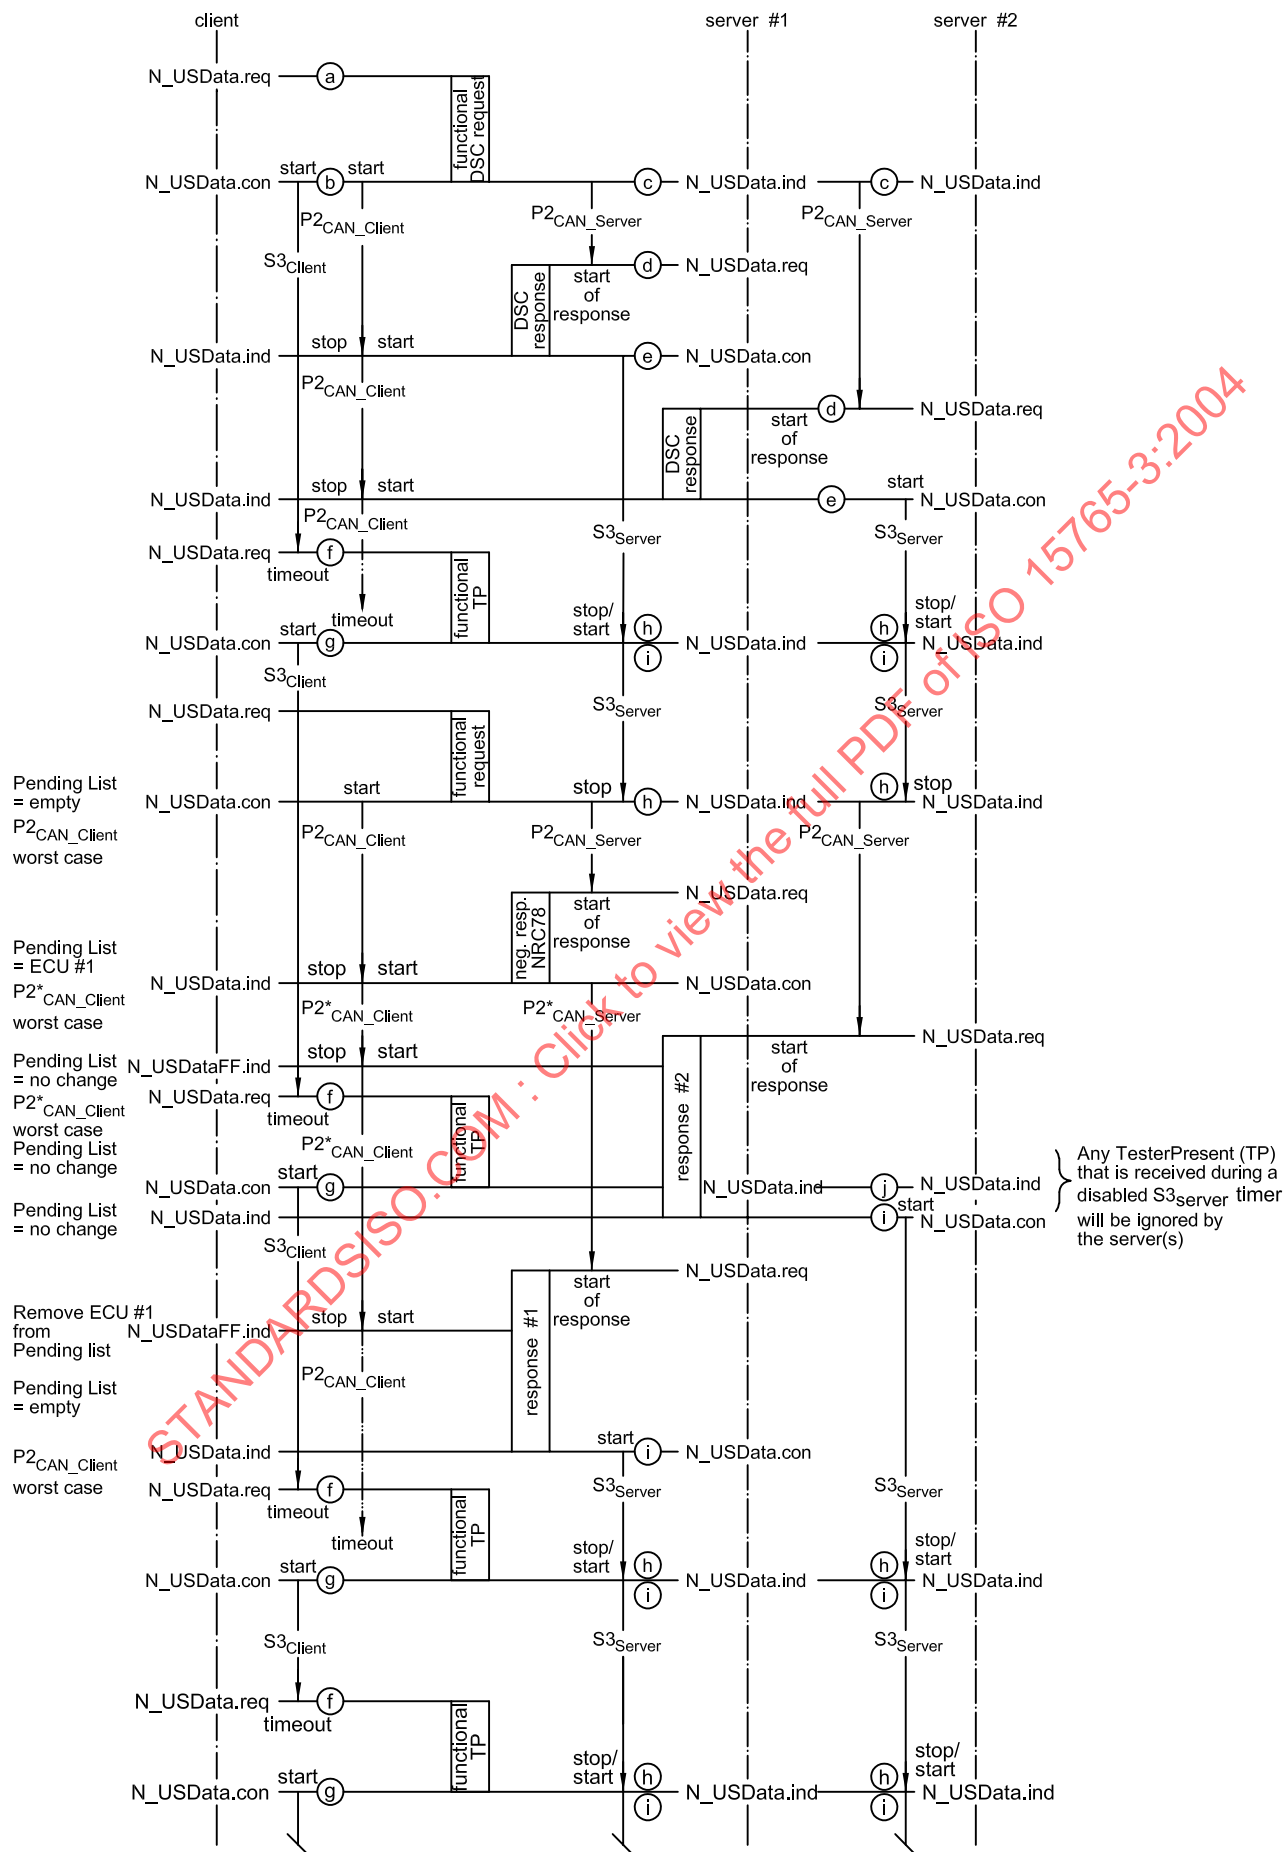 client
server #1
server #2
N_USData.req
a
functional
DSC request
start
b
start
N_USData.con
c
N_USData.ind
c
N_USData.ind
P2CAN_Client
P2CAN_Server
P2CAN_Server
S3Client
d
N_USData.req
start
of
response
DSC
response
N_USData.ind
stop
start
e
N_USData.con
P2CAN_Client
d
N_USData.req
start
of
response
DSC
response
N_USData.ind
stop
start
e
start
N_USData.con
P2CAN_Client
S3Server
S3Server
N_USData.req
f
timeout
functional
TP
timeout
start
N_USData.con
g
stop/
start
h
i
N_USData.ind
stop/
start
h
i
N_USData.ind
S3Client
S3Server
S3Server
N_USData.req
functional
request
Pending List
= empty
P2CAN_Client
worst case
N_USData.con
start
stop
h
N_USData.ind
h
stop
N_USData.ind
P2CAN_Client
P2CAN_Server
P2CAN_Server
N_USData.req
start
of
response
neg. resp.
NRC78
Pending List
= ECU #1
P2*CAN_Client
worst case
N_USData.ind
stop
start
N_USData.con
P2*CAN_Client
P2*CAN_Server
N_USData.req
start
of
response
response #2
Pending List
= no change
P2*CAN_Client
worst case
N_USDataFF.ind
stop
start
N_USData.req
f
timeout
functional
TP
P2*CAN_Client
Pending List
= no change
start
N_USData.con
g
N_USData.ind
j
N_USData.ind
Any TesterPresent (TP)
that is received during a
disabled S3server timer
will be ignored by
the server(s)
Pending List
= no change
N_USData.ind
i
start
N_USData.con
S3Client
N_USData.req
start
of
response
response #1
Remove ECU #1
from
Pending list
N_USDataFF.ind
stop
start
P2CAN_Client
Pending List
= empty
P2CAN_Client
worst case
N_USData.ind
start
i
N_USData.con
N_USData.req
f
timeout
functional
TP
timeout
S3Server
S3Server
start
N_USData.con
g
stop/
start
h
i
N_USData.ind
stop/
start
h
i
N_USData.ind
S3Client
S3Server
S3Server
N_USData.req
f
timeout
functional
TP
start
N_USData.con
g
stop/
start
h
i
N_USData.ind
stop/
start
h
i
N_USData.ind
STANDARDSISO.COM : Click to view the full PDF of ISO 15765-3:2004